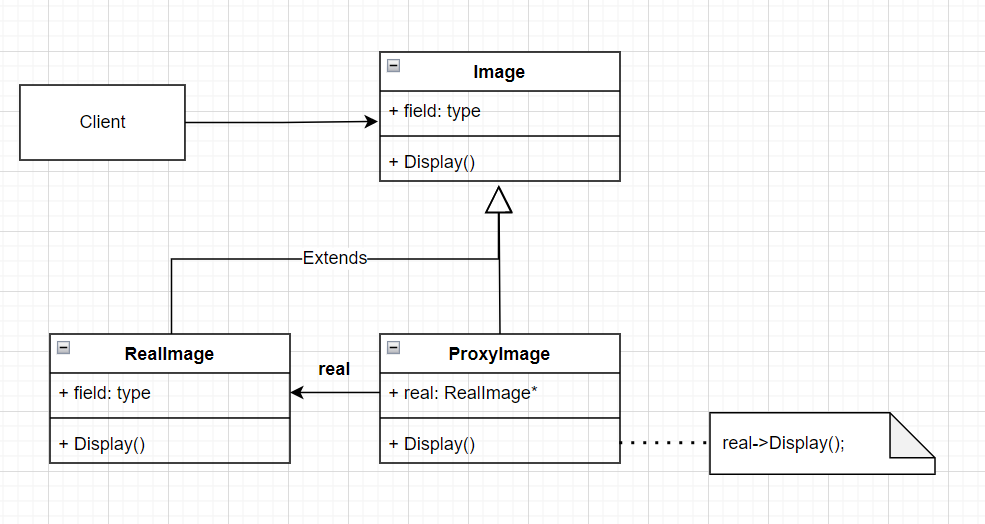 Image
+ field: type
Client
+ Display()
Extends
RealImage
ProxyImage
real
+ field: type
+ real: RealImage*
+ Display()
+ Display()
real->Display();